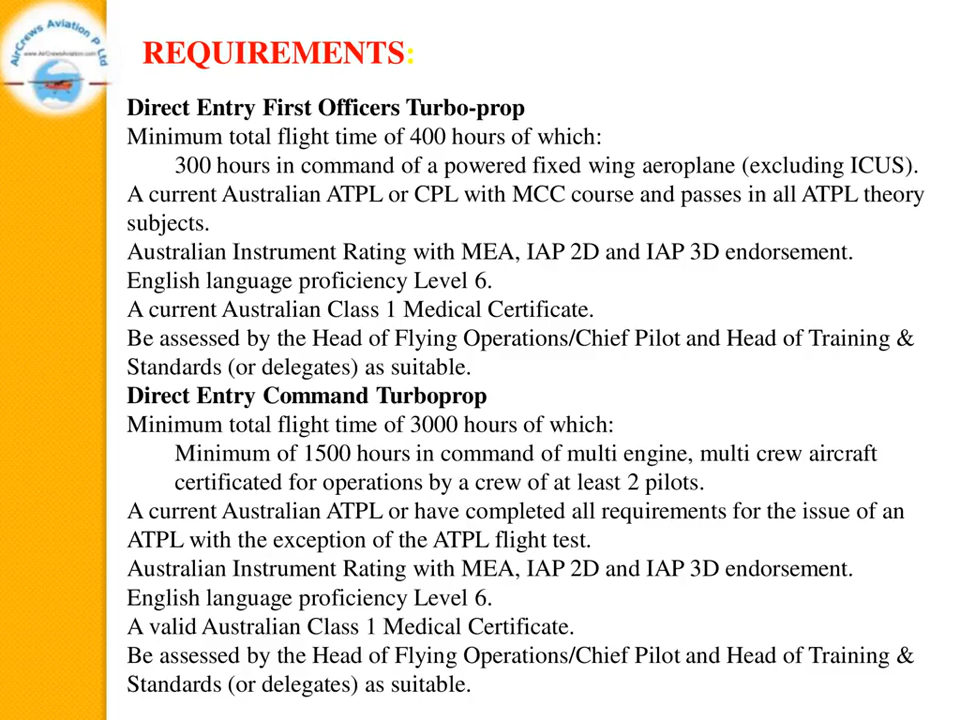 AirCrews Aviation P Ltd
www.AirCrewsAviation.com
REQUIREMENTS:
Direct Entry First Officers Turbo-prop
Minimum total flight time of 400 hours of which:
300 hours in command of a powered fixed wing aeroplane (excluding ICUS).
A current Australian ATPL or CPL with MCC course and passes in all ATPL theory
subjects.
Australian Instrument Rating with MEA, IAP 2D and IAP 3D endorsement.
English language proficiency Level 6.
A current Australian Class 1 Medical Certificate.
Be assessed by the Head of Flying Operations/Chief Pilot and Head of Training &
Standards (or delegates) as suitable.
Direct Entry Command Turboprop
Minimum total flight time of 3000 hours of which:
Minimum of 1500 hours in command of multi engine, multi crew aircraft
certificated for operations by a crew of at least 2 pilots.
A current Australian ATPL or have completed all requirements for the issue of an
ATPL with the exception of the ATPL flight test.
Australian Instrument Rating with MEA, IAP 2D and IAP 3D endorsement.
English language proficiency Level 6.
A valid Australian Class 1 Medical Certificate.
Be assessed by the Head of Flying Operations/Chief Pilot and Head of Training &
Standards (or delegates) as suitable.